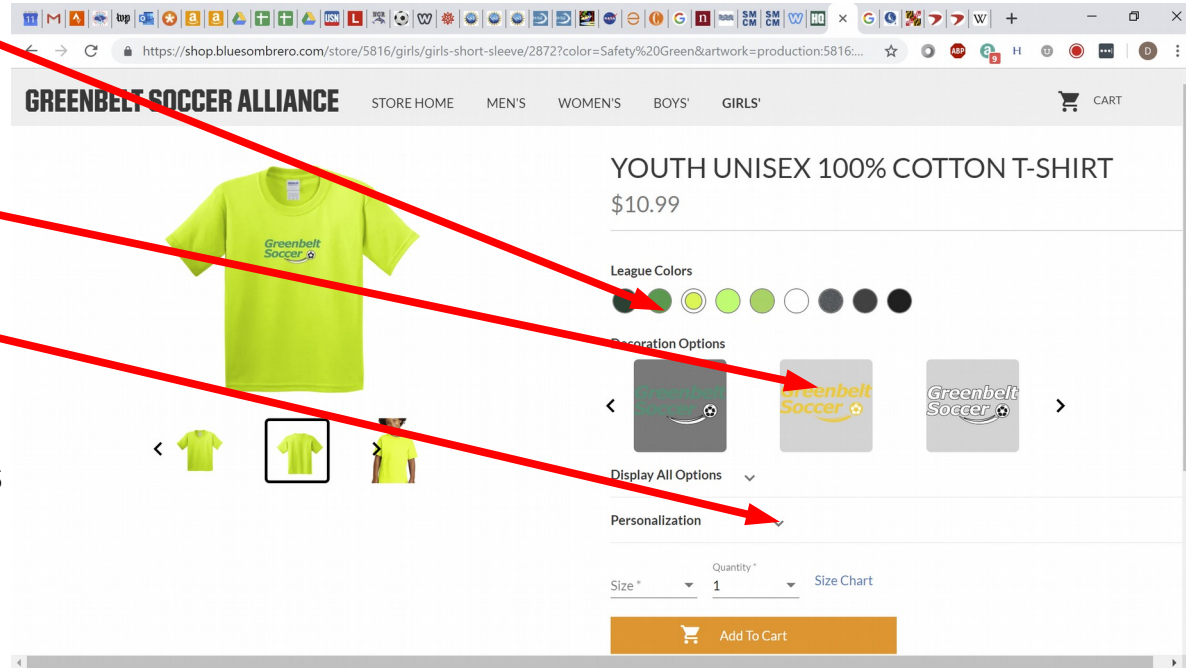 https://shop.bluesombrero.com/store/5816/girls/girls-short-sleeve/2872?color=Safety%20Green&artwork=production:5816:...
GREENBELT SOCCER ALLIANCE
STORE HOME
MEN'S
WOMEN'S
BOYS'
GIRLS'
CART
YOUTH UNISEX 100% COTTON T-SHIRT
$10.99
Greenbelt
Soccer
League Colors
Decoration Options
Greenbelt
Soccer
Greenbelt
Soccer
Greenbelt
Soccer
Display All Options
Personalization
Size *
Quantity *
1
Size Chart
Add To Cart